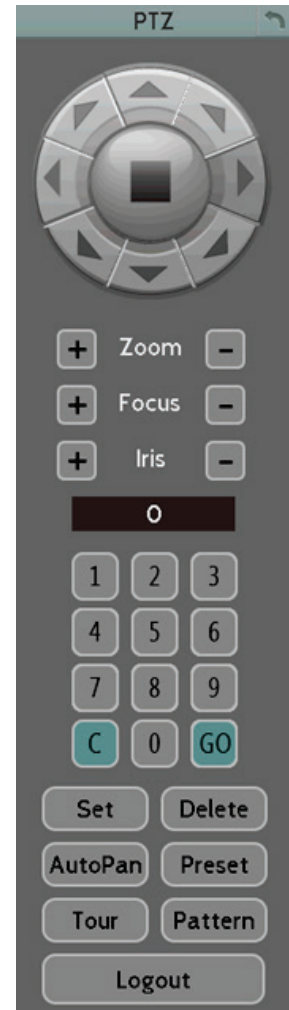 PTZ
+ Zoom -
+ Focus -
+ Iris -
0
1 2 3
4 5 6
7 8 9
C 0 GO
Set Delete
AutoPan Preset
Tour Pattern
Logout